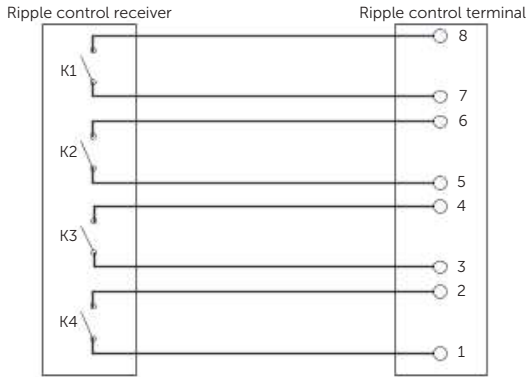 Ripple control receiver
Ripple control terminal
8
K1
7
6
K2
5
4
K3
3
2
K4
1